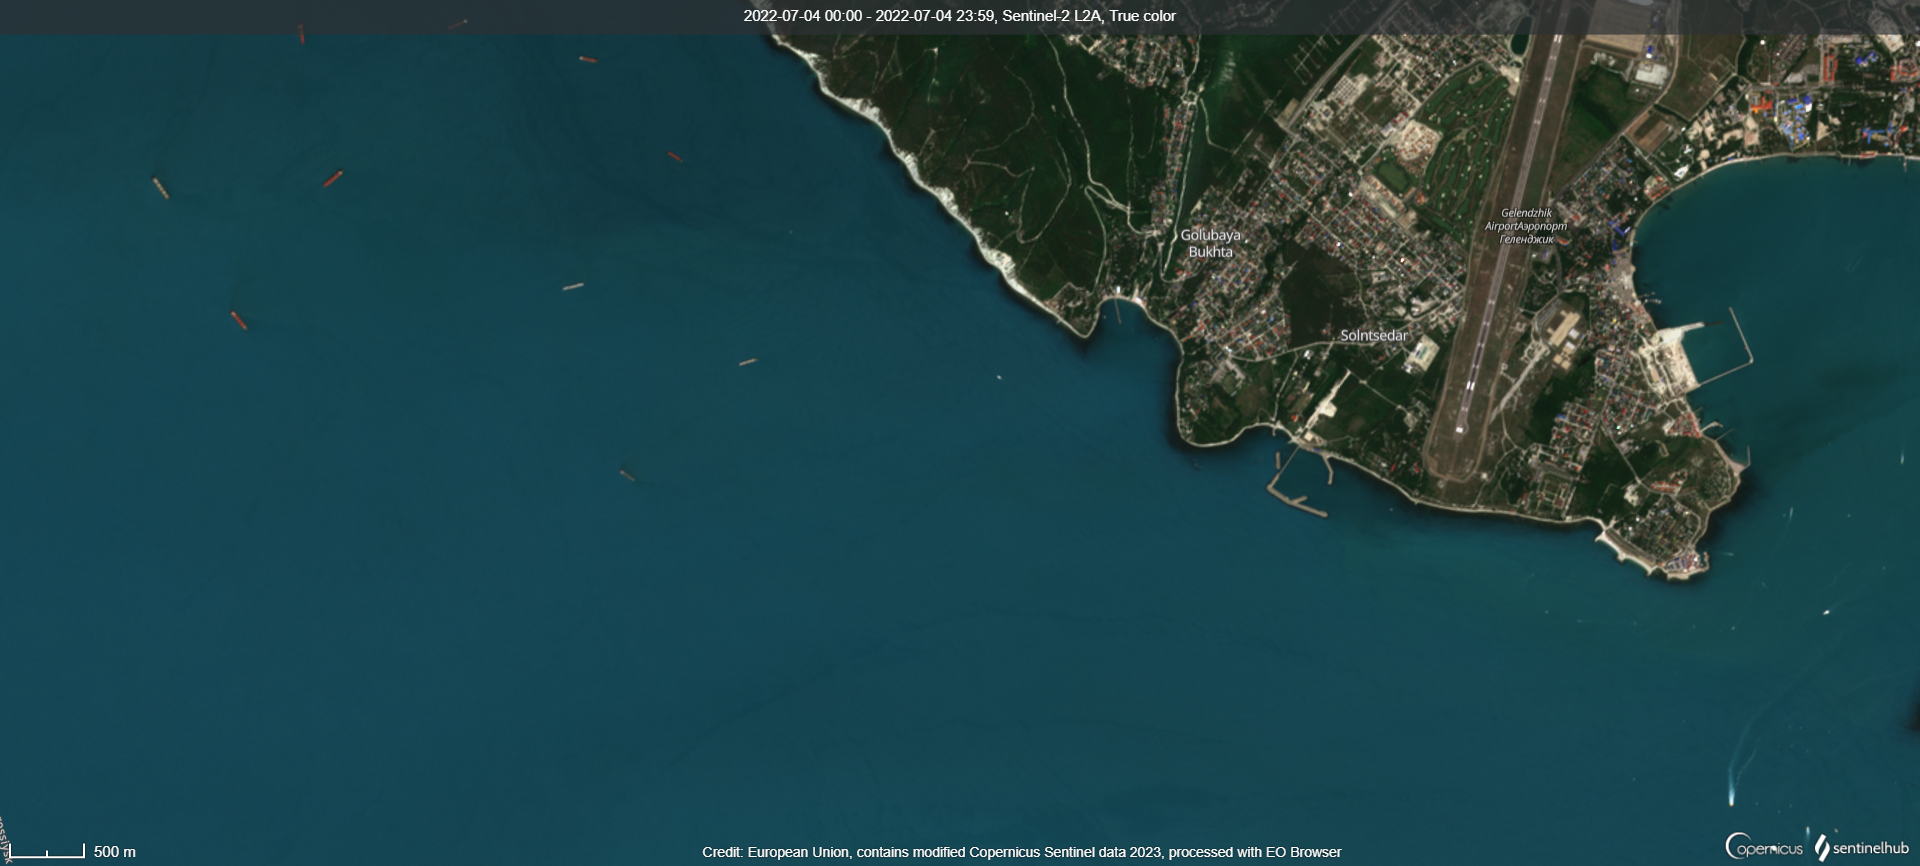 2022-07-04 00:00 - 2022-07-04 23:59, Sentinel-2 L2A, True color
Gelendzhik
AirportАэропорт
Геленджик
Golubaya
Bukhta
Solntsedar
500 m
Credit: European Union, contains modified Copernicus Sentinel data 2023, processed with EO Browser
opernicus
sentinelhub